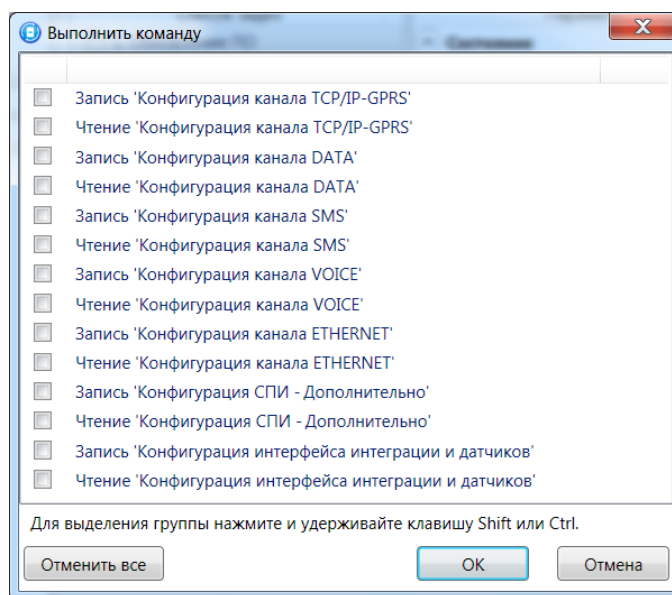 Выполнить команду
Состояние
Запись 'Конфигурация канала TCP/IP-GPRS'
Чтение 'Конфигурация канала TCP/IP-GPRS'
Запись 'Конфигурация канала DATA'
Чтение 'Конфигурация канала DATA'
Запись 'Конфигурация канала SMS'
Чтение 'Конфигурация канала SMS'
Запись 'Конфигурация канала VOICE'
Чтение 'Конфигурация канала VOICE'
Запись 'Конфигурация канала ETHERNET'
Чтение 'Конфигурация канала ETHERNET'
Запись 'Конфигурация СПИ - Дополнительно'
Чтение 'Конфигурация СПИ - Дополнительно'
Запись 'Конфигурация интерфейса интеграции и датчиков'
Чтение 'Конфигурация интерфейса интеграции и датчиков'
Для выделения группы нажмите и удерживайте клавишу Shift или Ctrl.
Отменить все
OK
Отмена